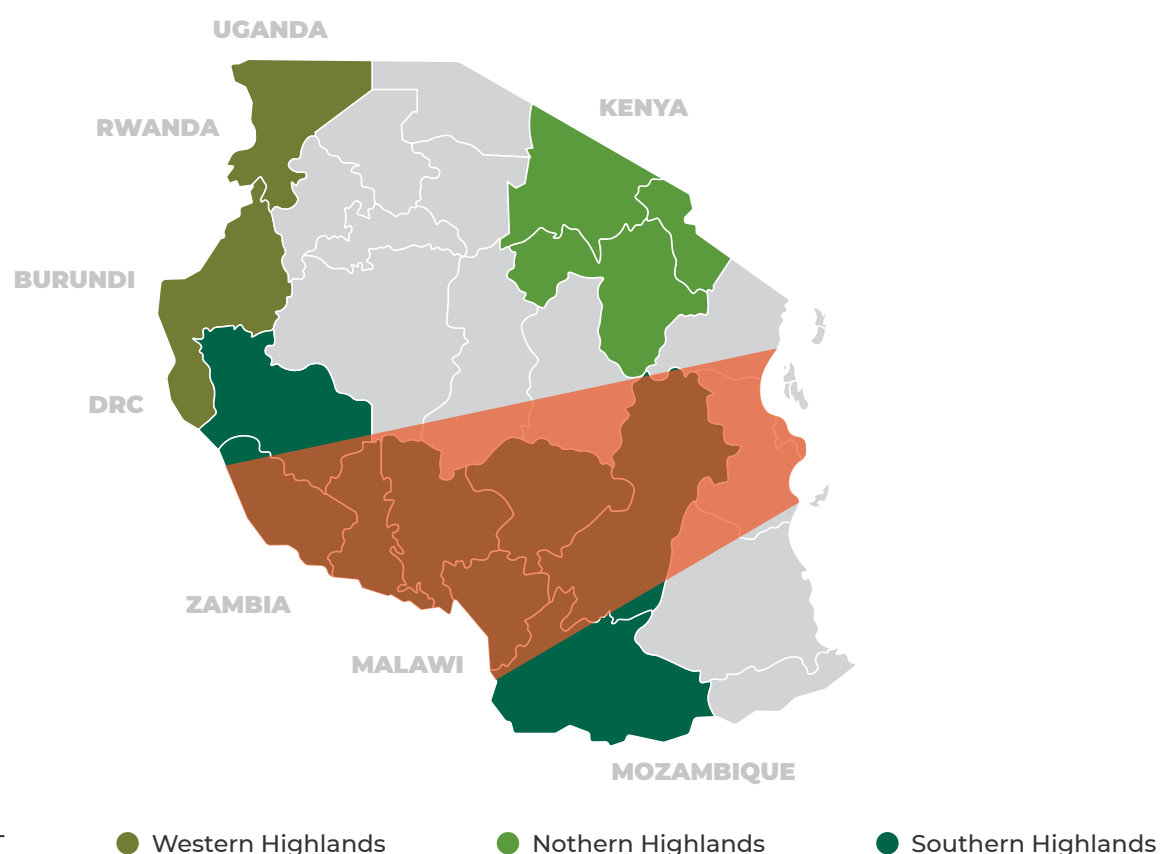 UGANDA
KENYA
RWANDA
BURUNDI
DRC
ZAMBIA
MALAWI
MOZAMBIQUE
Western Highlands
Nothern Highlands
Southern Highlands